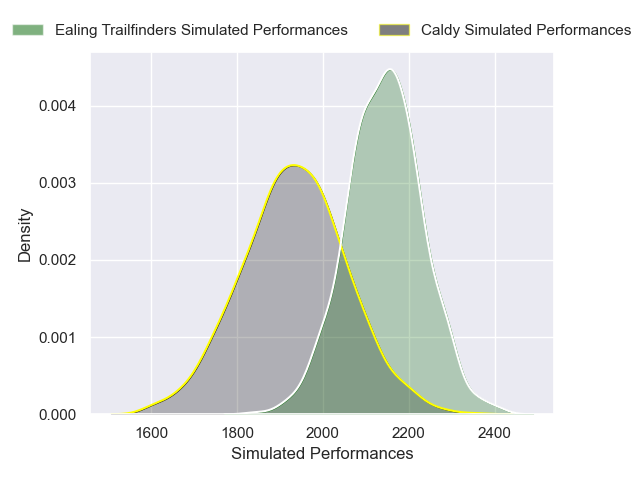 Ealing Trailfinders Simulated Performances Caldy Simulated Performances
0.004
0.003
0.002
0.001
0.000
Density
1600 1800 2000 2200 2400
Simulated Performances